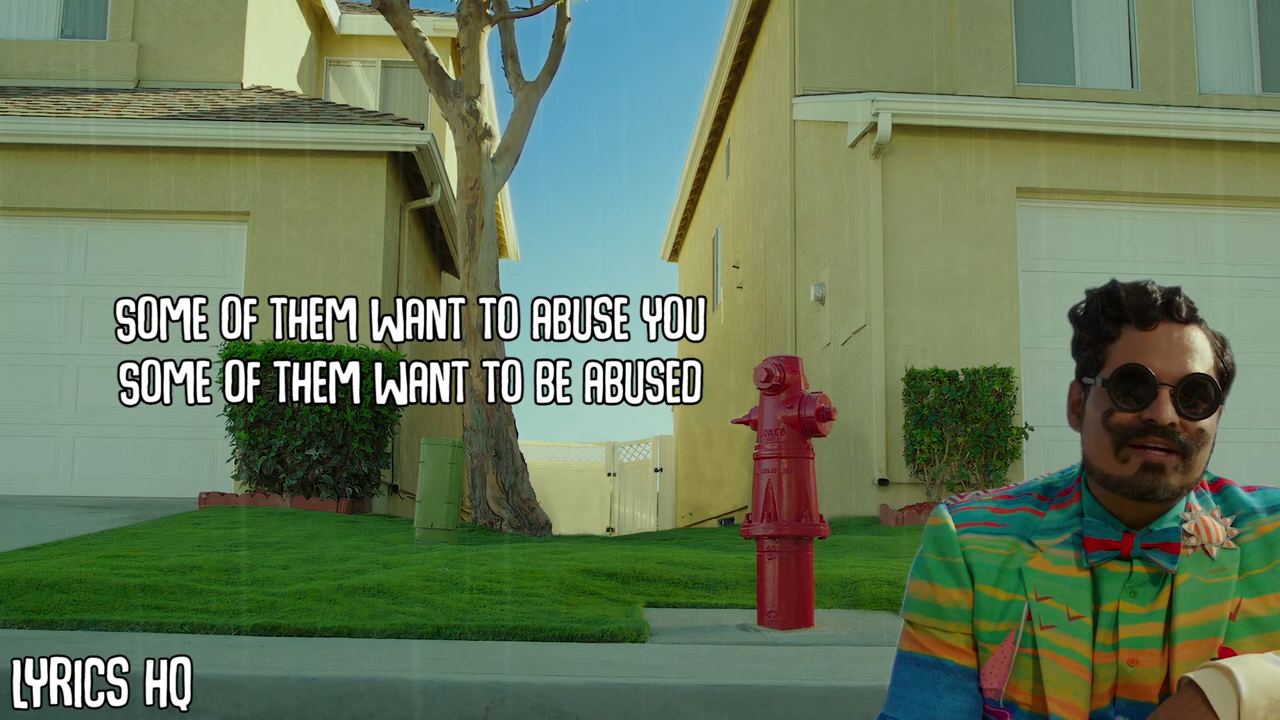 SOME OF THEM WANT TO ABUSE YOU
SOME OF THEM WANT TO BE ABUSED
LYRICS HQ